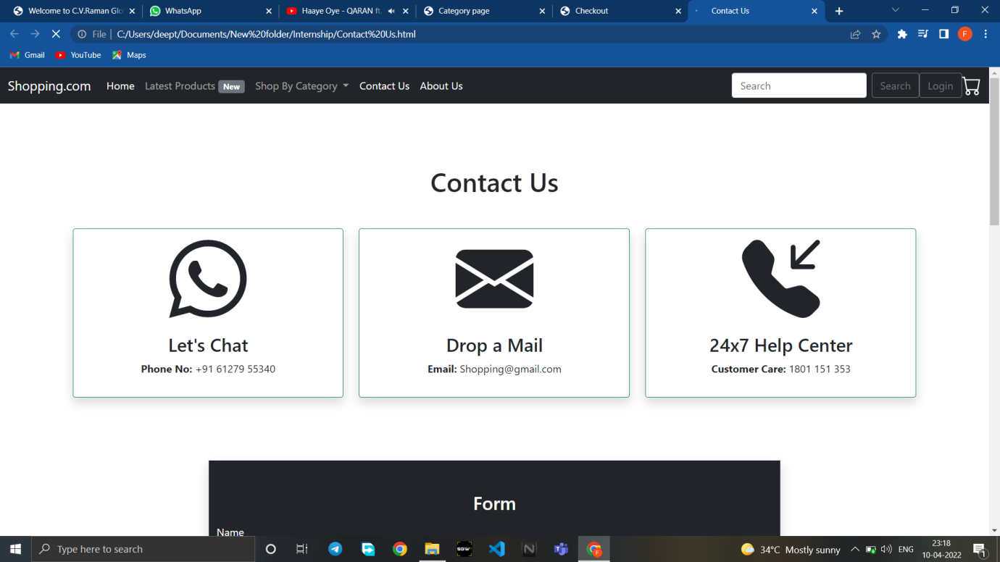 Welcome to C.V.Raman Glo
WhatsApp
Haaye Oye - QARAN ft.
Category page
Checkout
Contact Us
File
C:/Users/deept/Documents/New%20folder/Internship/Contact%20Us.html
F
Gmail
YouTube
Maps
Shopping.com
Home
Latest Products New
Shop By Category
Contact Us
About Us
Search
Search
Login
Contact Us
Let's Chat
Phone No: +91 61279 55340
Drop a Mail
Email: Shopping@gmail.com
24x7 Help Center
Customer Care: 1801 151 353
Form
Name
Type here to search
SGW
F
34°C Mostly sunny
ENG
23:18
10-04-2022
1